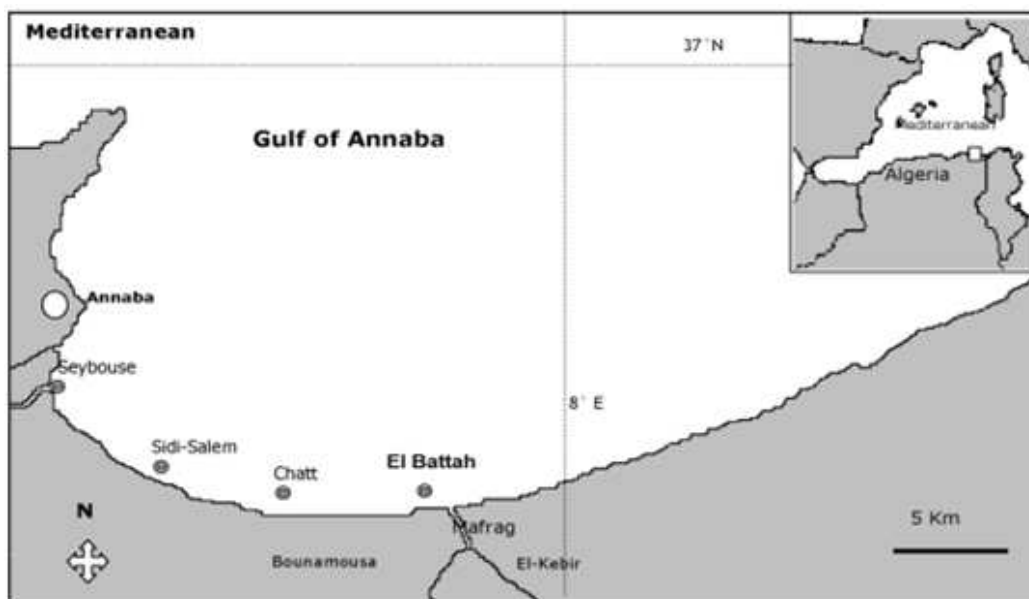 Mediterranean
37°N
Gulf of Annaba
Mediterranean
Algeria
Annaba
Seybouse
8° E
Sidi-Salem
El Battah
Chatt
N
Mafrag
5 Km
Bounamousa
El-Kebir